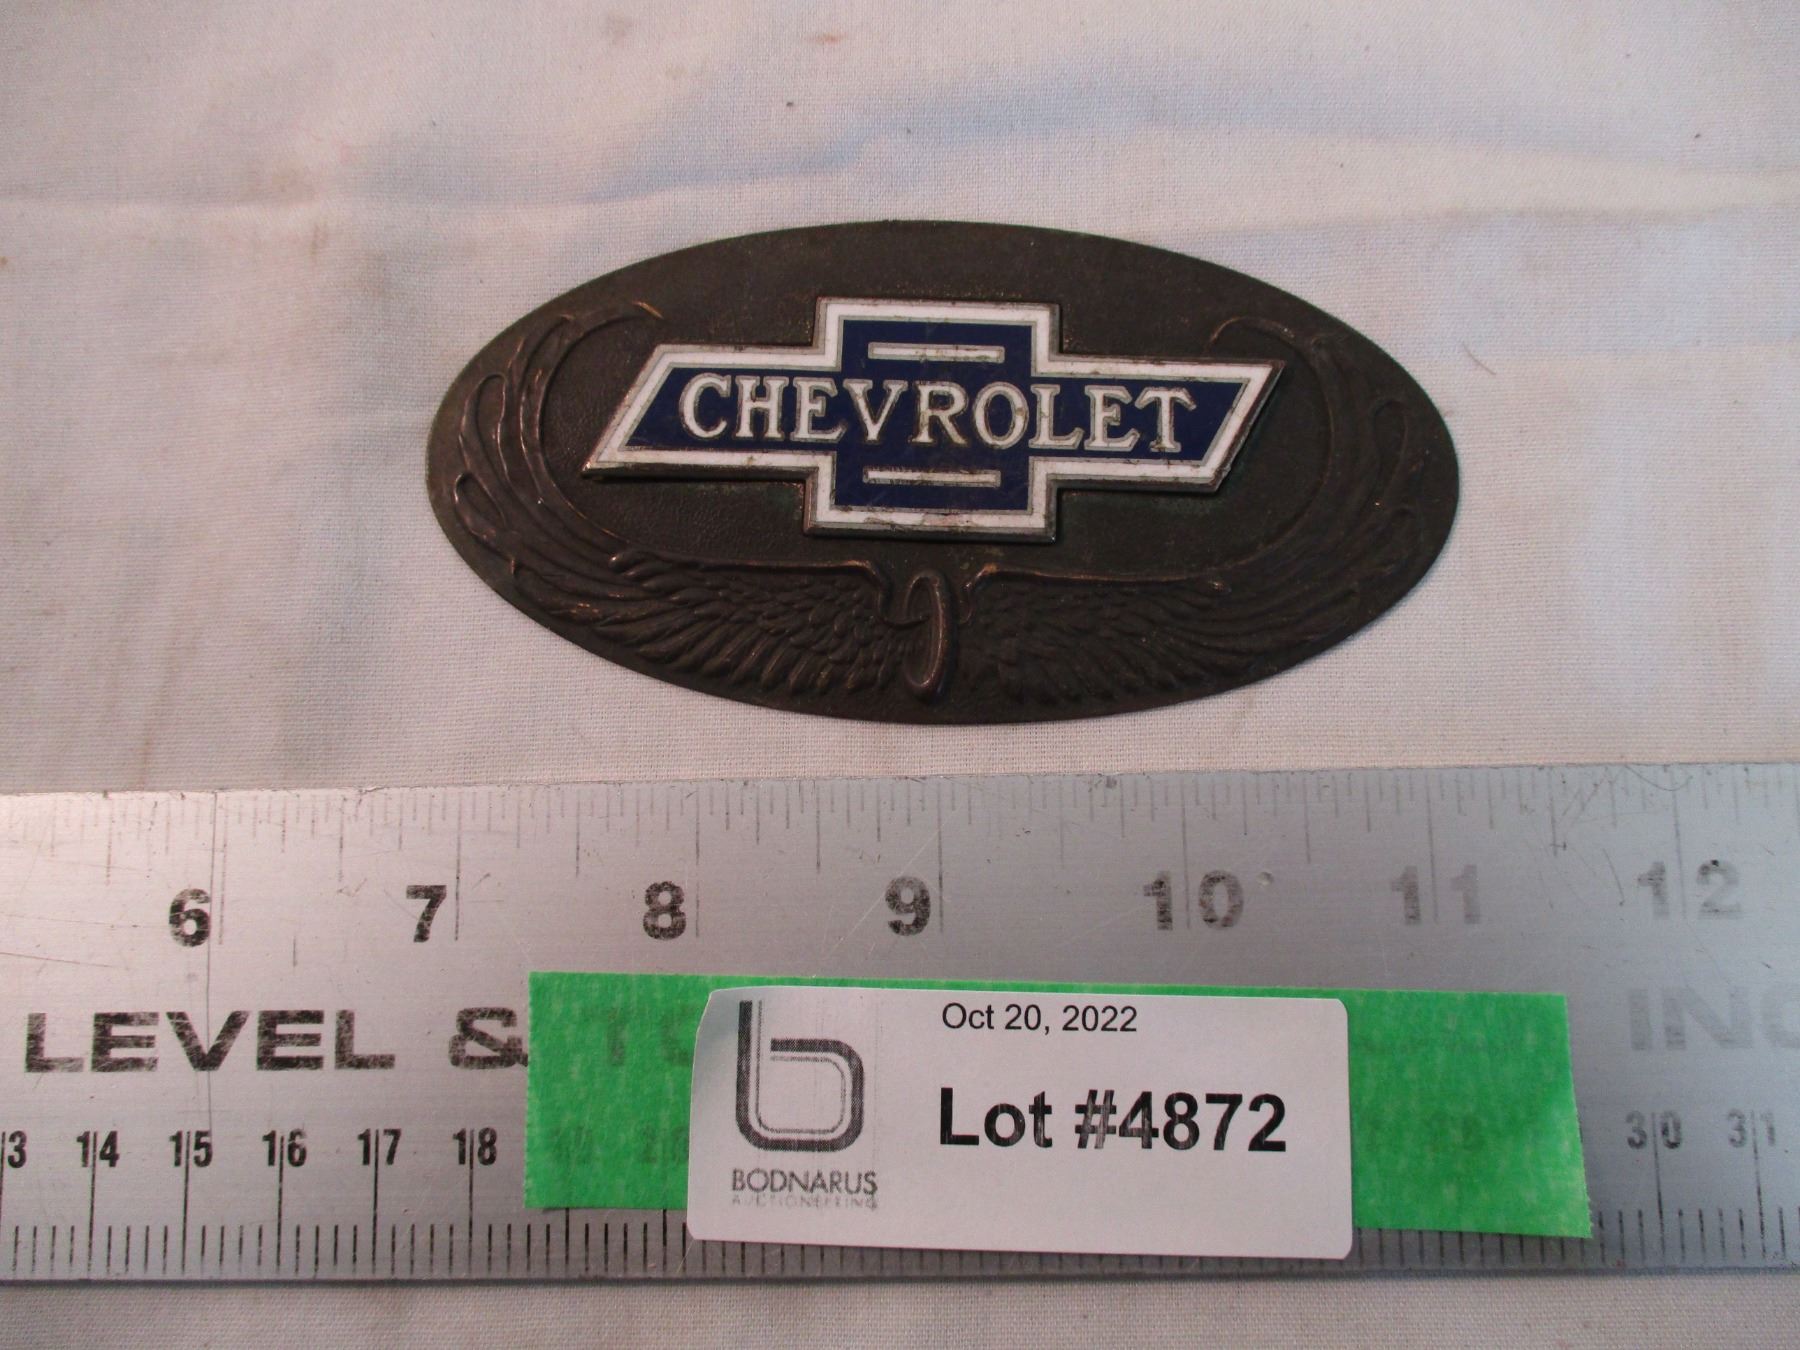 CHEVROLET
6 7 8 9 10 11 12
LEVEL &
13 14 15 16 17 18 30 31
Oct 20, 2022
Lot #4872
b
BODNARUS
AUCTIONEERING